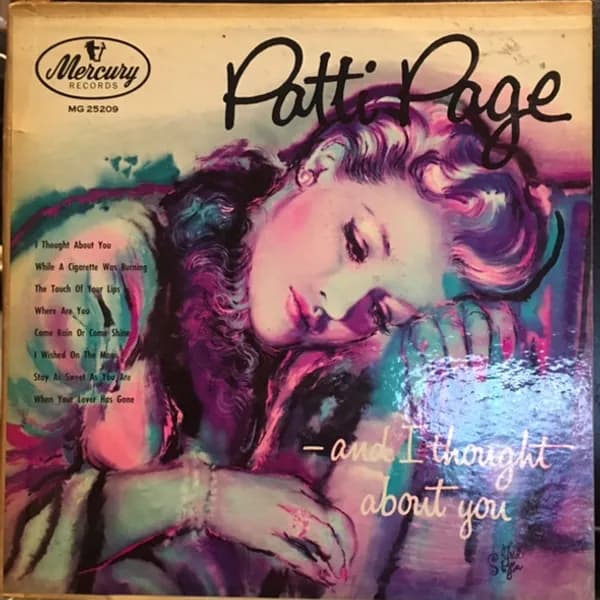 Mercury
RECORDS
MG 25209
Patti Page
I Thought About You
While A Cigarette Was Burning
The Touch Of Your Lips
Where Are You
Come Rain Or Come Shine
I Wished On The Moon
Stay As Sweet As You Are
When Your Lover Has Gone
– and I thought
about you